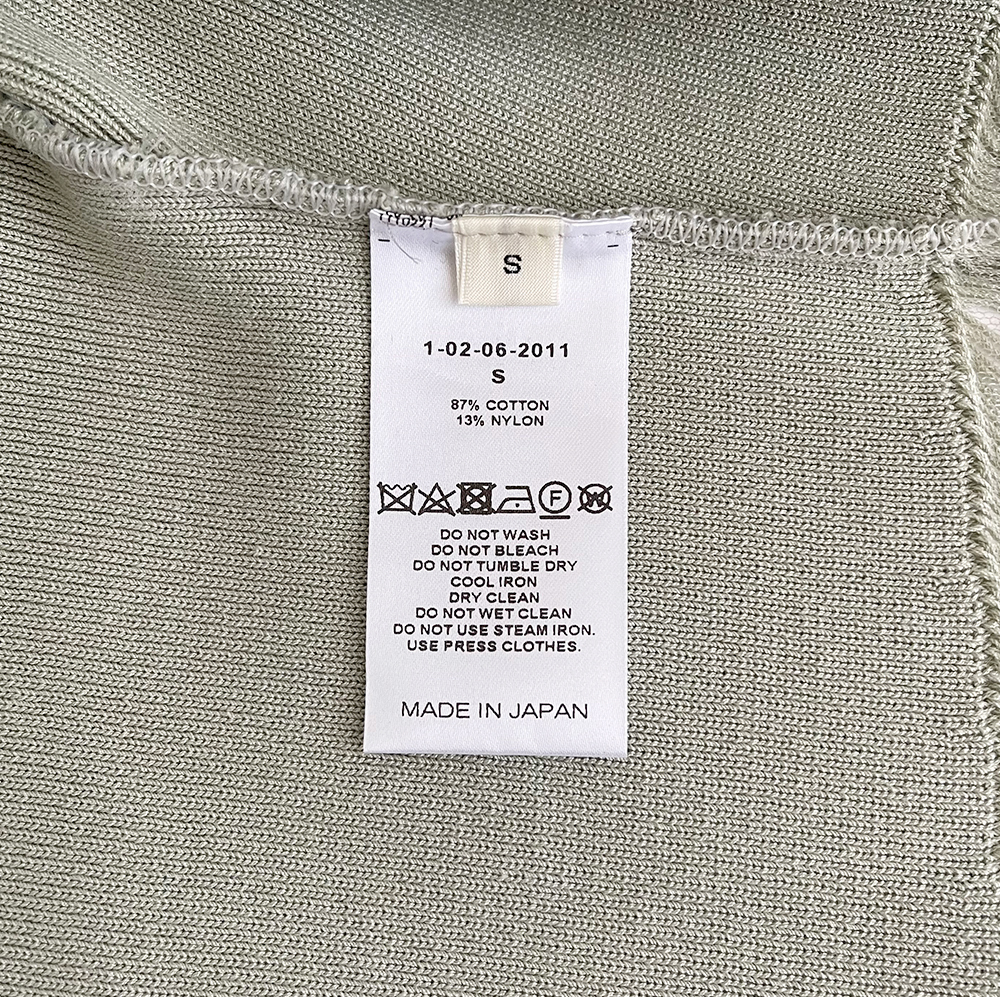 S
1-02-06-2011
S
87% COTTON
13% NYLON
F
W
DO NOT WASH
DO NOT BLEACH
DO NOT TUMBLE DRY
COOL IRON
DRY CLEAN
DO NOT WET CLEAN
DO NOT USE STEAM IRON.
USE PRESS CLOTHES.
MADE IN JAPAN